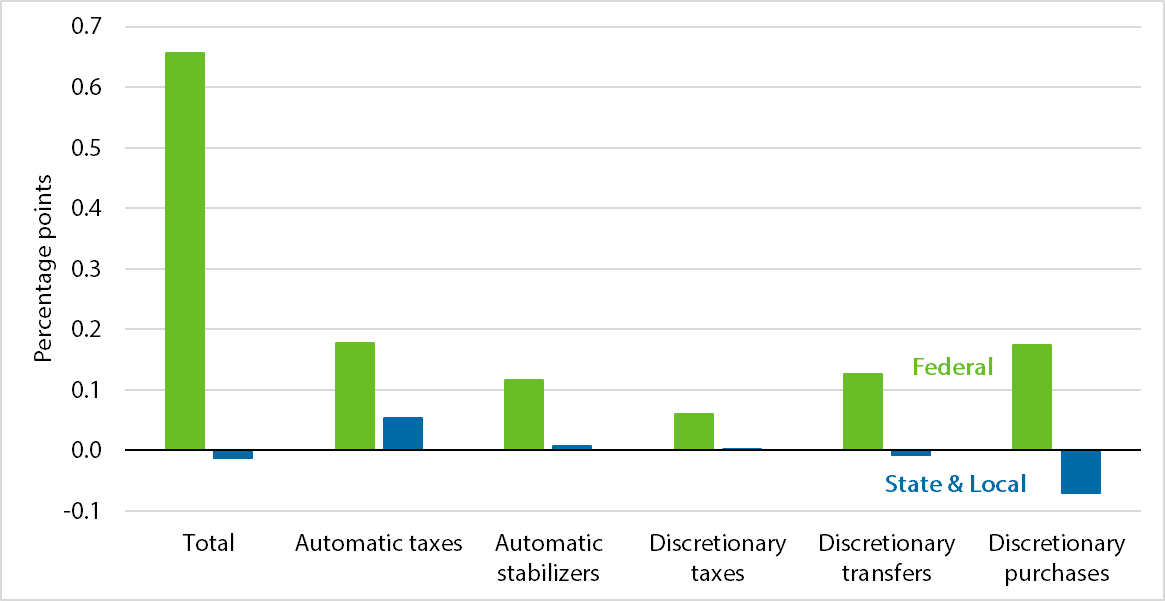 0.7
0.6
0.5
0.4
0.3
0.2
0.1
0.0
-0.1
Percentage points
Federal
State & Local
Total
Automatic taxes
Automatic
stabilizers
Discretionary
taxes
Discretionary
transfers
Discretionary
purchases